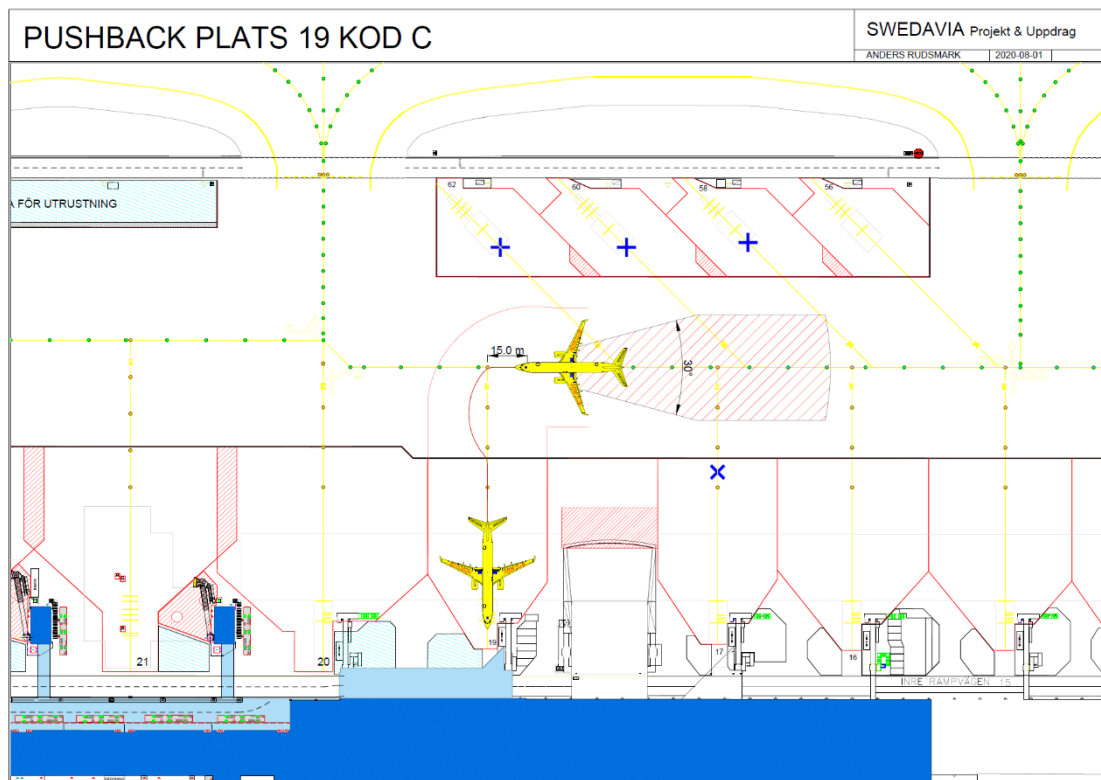 PUSHBACK PLATS 19 KOD C
SWEDAVIA Projekt & Uppdrag
ANDERS RUDSMARK 2020-08-01
62 60 58 56
FÖR UTRUSTNING
15.0 m
30°
21 20 19 17 16
INRE RAMPVÄGEN 15